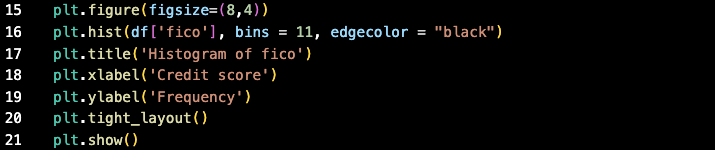 15 plt.figure(figsize=(8,4))
16 plt.hist(df['fico'], bins = 11, edgecolor = "black")
17 plt.title('Histogram of fico')
18 plt.xlabel('Credit score')
19 plt.ylabel('Frequency')
20 plt.tight_layout()
21 plt.show()